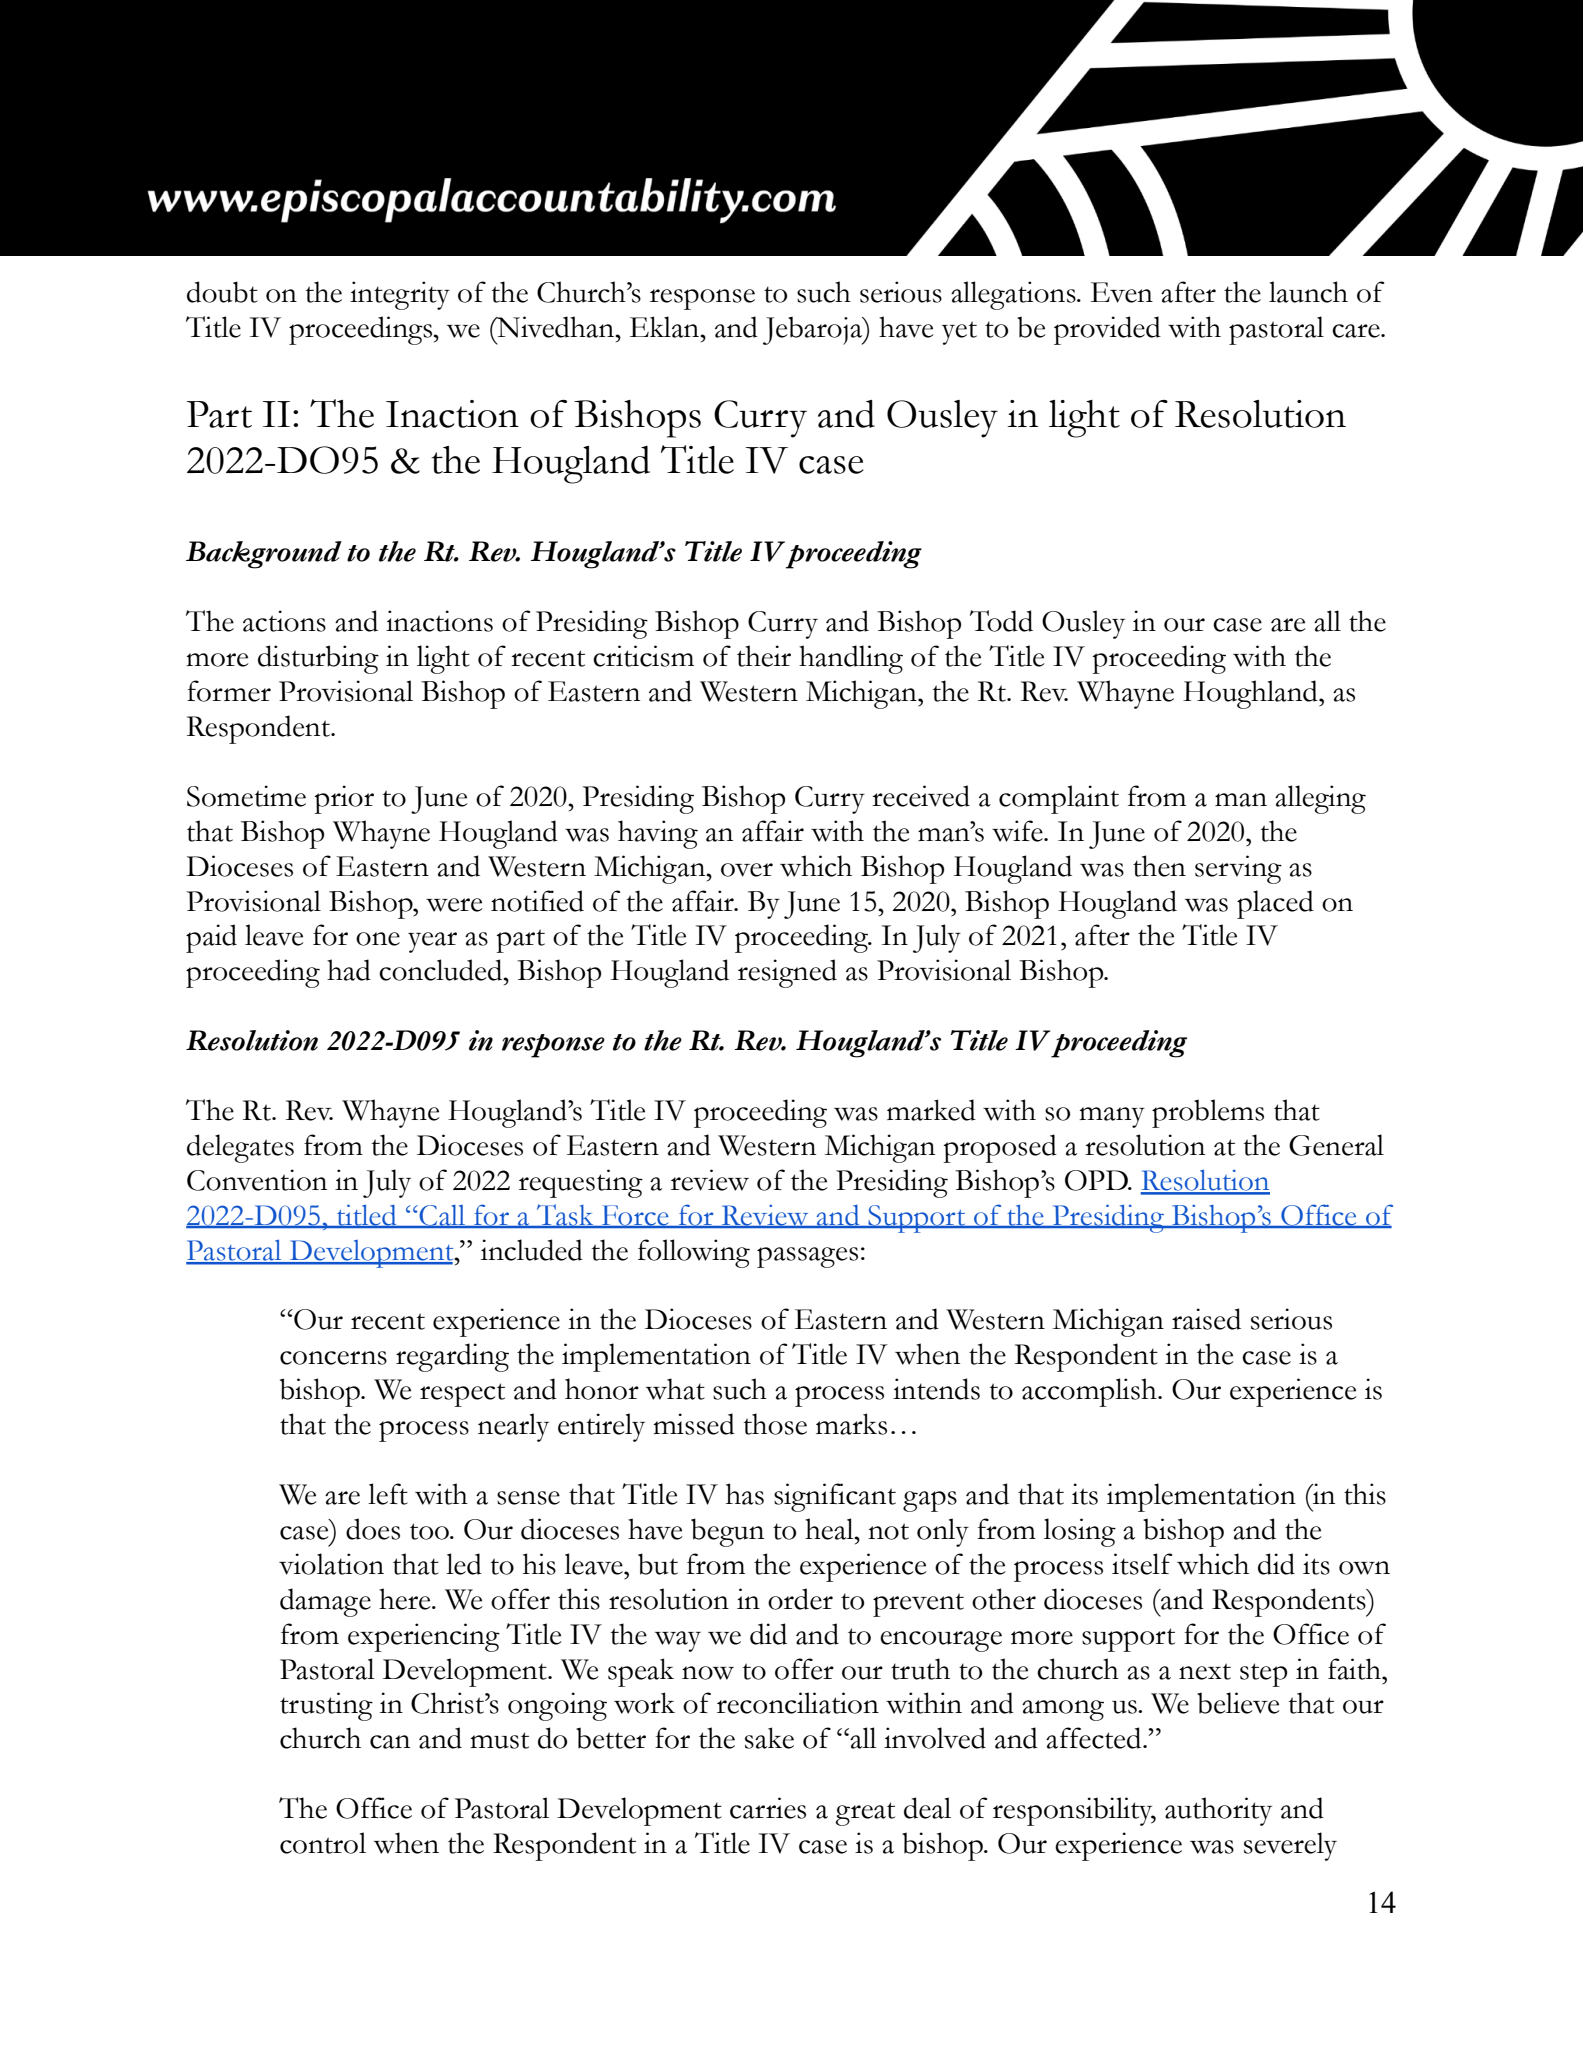 www.episcopalaccountability.com
doubt on the integrity of the Church’s response to such serious allegations. Even after the launch of
Title IV proceedings, we (Nivedhan, Eklan, and Jebaroja) have yet to be provided with pastoral care.
Part II: The Inaction of Bishops Curry and Ousley in light of Resolution
2022-DO95 & the Hougland Title IV case
Background to the Rt. Rev. Hougland’s Title IV proceeding
The actions and inactions of Presiding Bishop Curry and Bishop Todd Ousley in our case are all the
more disturbing in light of recent criticism of their handling of the Title IV proceeding with the
former Provisional Bishop of Eastern and Western Michigan, the Rt. Rev. Whayne Houghland, as
Respondent.
Sometime prior to June of 2020, Presiding Bishop Curry received a complaint from a man alleging
that Bishop Whayne Hougland was having an affair with the man’s wife. In June of 2020, the
Dioceses of Eastern and Western Michigan, over which Bishop Hougland was then serving as
Provisional Bishop, were notified of the affair. By June 15, 2020, Bishop Hougland was placed on
paid leave for one year as part of the Title IV proceeding. In July of 2021, after the Title IV
proceeding had concluded, Bishop Hougland resigned as Provisional Bishop.
Resolution 2022-D095 in response to the Rt. Rev. Hougland’s Title IV proceeding
The Rt. Rev. Whayne Hougland’s Title IV proceeding was marked with so many problems that
delegates from the Dioceses of Eastern and Western Michigan proposed a resolution at the General
Convention in July of 2022 requesting a review of the Presiding Bishop’s OPD. Resolution
2022-D095, titled “Call for a Task Force for Review and Support of the Presiding Bishop’s Office of
Pastoral Development,” included the following passages:
“Our recent experience in the Dioceses of Eastern and Western Michigan raised serious
concerns regarding the implementation of Title IV when the Respondent in the case is a
bishop. We respect and honor what such a process intends to accomplish. Our experience is
that the process nearly entirely missed those marks…
We are left with a sense that Title IV has significant gaps and that its implementation (in this
case) does too. Our dioceses have begun to heal, not only from losing a bishop and the
violation that led to his leave, but from the experience of the process itself which did its own
damage here. We offer this resolution in order to prevent other dioceses (and Respondents)
from experiencing Title IV the way we did and to encourage more support for the Office of
Pastoral Development. We speak now to offer our truth to the church as a next step in faith,
trusting in Christ’s ongoing work of reconciliation within and among us. We believe that our
church can and must do better for the sake of “all involved and affected.”
The Office of Pastoral Development carries a great deal of responsibility, authority and
control when the Respondent in a Title IV case is a bishop. Our experience was severely
14